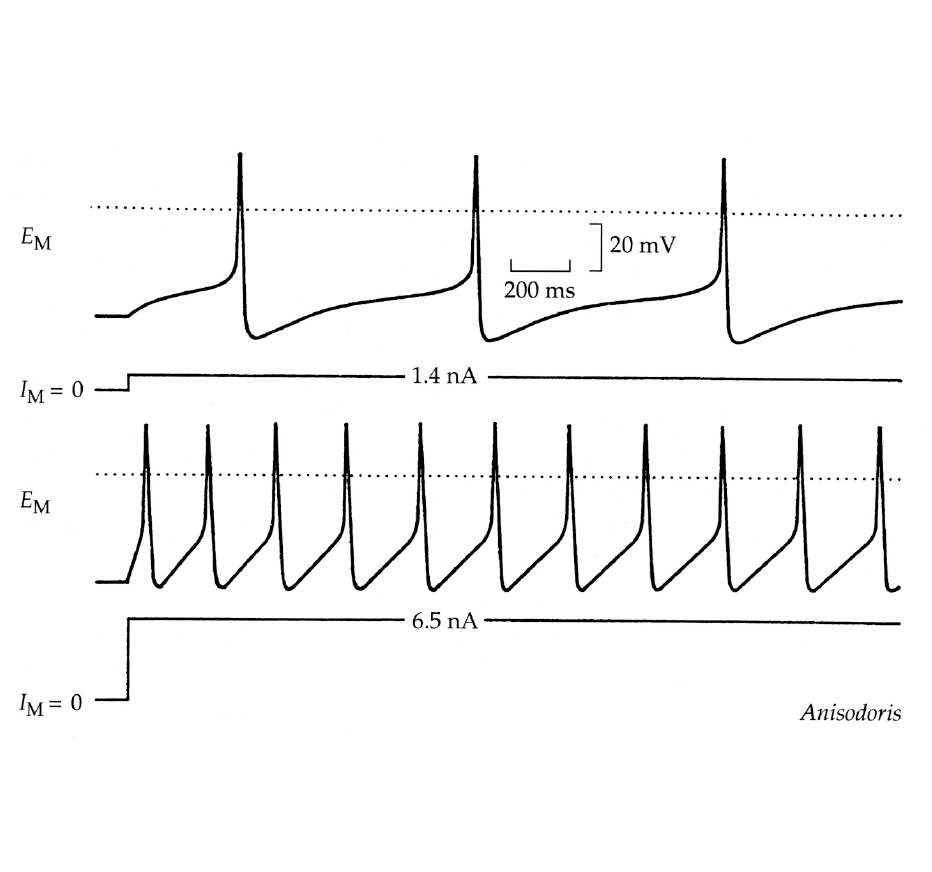 E_M
20 mV
200 ms
I_M = 0
1.4 nA
E_M
6.5 nA
I_M = 0
Anisodoris